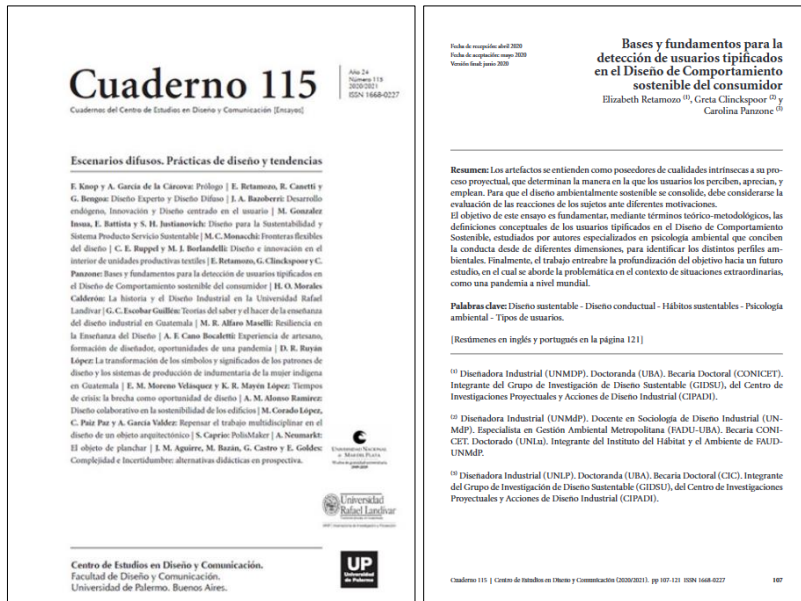 Cuaderno 115
Año 24
Número 115
2020/2021
ISSN 1668-0227
Cuadernos del Centro de Estudios en Diseño y Comunicación [Ensayos]
Escenarios difusos. Prácticas de diseño y tendencias
F. Knop y A. García de la Cárcova: Prólogo | E. Retamozo, R. Canetti y
G. Bengoa: Diseño Experto y Diseño Difuso | J. A. Bazoberri: Desarrollo
endógeno, Innovación y Diseño centrado en el usuario | M. Gonzalez
Insua, E. Battista y S. H. Justianovich: Diseño para la Sustentabilidad y
Sistema Producto Servicio Sustentable | M. C. Monacchi: Fronteras flexibles
del diseño | C. E. Ruppel y M. J. Borlandelli: Diseño e innovación en el
interior de unidades productivas textiles | E. Retamozo, G. Clinckspoor y C.
Panzone: Bases y fundamentos para la detección de usuarios tipificados en
el Diseño de Comportamiento sostenible del consumidor | H. O. Morales
Calderón: La historia y el Diseño Industrial en la Universidad Rafael
Landívar | G. C. Escobar Guillén: Teorías del saber y el hacer de la enseñanza
del diseño industrial en Guatemala | M. R. Alfaro Maselli: Resiliencia en
la Enseñanza del Diseño | A. F. Cano Bocaletti: Experiencia de artesano,
formación de diseñador, oportunidades de una pandemia | D. R. Ruyán
López: La transformación de los símbolos y significados de los patrones de
diseño y los sistemas de producción de indumentaria de la mujer indígena
en Guatemala | E. M. Moreno Velásquez y K. R. Mayén López: Tiempos
de crisis: la brecha como oportunidad de diseño | A. M. Alonso Ramírez:
Diseño colaborativo en la sostenibilidad de los edificios | M. Corado López,
C. Paiz Paz y A. García Valdez: Repensar el trabajo multidisciplinar en el
diseño de un objeto arquitectónico | S. Caprio: PolisMaker | A. Neumarkt:
El objeto de planchar | J. M. Aguirre, M. Bazán, G. Castro y E. Goldes:
Complejidad e Incertidumbre: alternativas didácticas en prospectiva.
UNIVERSIDAD NACIONAL
de MAR DEL PLATA
Universidad
Rafael Landívar
Centro de Estudios en Diseño y Comunicación.
Facultad de Diseño y Comunicación.
Universidad de Palermo. Buenos Aires.
UP
Universidad
de Palermo
Fecha de recepción: abril 2020
Fecha de aceptación: mayo 2020
Versión final: junio 2020
Bases y fundamentos para la
detección de usuarios tipificados
en el Diseño de Comportamiento
sostenible del consumidor
Elizabeth Retamozo (1), Greta Clinckspoor (2) y
Carolina Panzone (3)
Resumen: Los artefactos se entienden como poseedores de cualidades intrínsecas a su pro-
ceso proyectual, que determinan la manera en la que los usuarios los perciben, aprecian, y
emplean. Para que el diseño ambientalmente sostenible se consolide, debe considerarse la
evaluación de las reacciones de los sujetos ante diferentes motivaciones.
El objetivo de este ensayo es fundamentar, mediante términos teórico-metodológicos, las
definiciones conceptuales de los usuarios tipificados en el Diseño de Comportamiento
Sostenible, estudiados por autores especializados en psicología ambiental que conciben
la conducta desde de diferentes dimensiones, para identificar los distintos perfiles am-
bientales. Finalmente, el trabajo entreabre la profundización del objetivo hacia un futuro
estudio, en el cual se aborde la problemática en el contexto de situaciones extraordinarias,
como una pandemia a nivel mundial.
Palabras clave: Diseño sustentable - Diseño conductual - Hábitos sustentables - Psicología
ambiental - Tipos de usuarios.
[Resúmenes en inglés y portugués en la página 121]
(1) Diseñadora Industrial (UNMDP). Doctoranda (UBA). Becaria Doctoral (CONICET).
Integrante del Grupo de Investigación de Diseño Sustentable (GIDSU), del Centro de
Investigaciones Proyectuales y Acciones de Diseño Industrial (CIPADI).
(2) Diseñadora Industrial (UNMdP). Docente en Sociología de Diseño Industrial (UN-
MdP). Especialista en Gestión Ambiental Metropolitana (FADU-UBA). Becaria CONI-
CET. Doctorado (UNLu). Integrante del Instituto del Hábitat y el Ambiente de FAUD-
UNMdP.
(3) Diseñadora Industrial (UNLP). Doctoranda (UBA). Becaria Doctoral (CIC). Integrante
del Grupo de Investigación de Diseño Sustentable (GIDSU), del Centro de Investigaciones
Proyectuales y Acciones de Diseño Industrial (CIPADI).
Cuaderno 115 | Centro de Estudios en Diseño y Comunicación (2020/2021). pp 107-121 ISSN 1668-0227
107